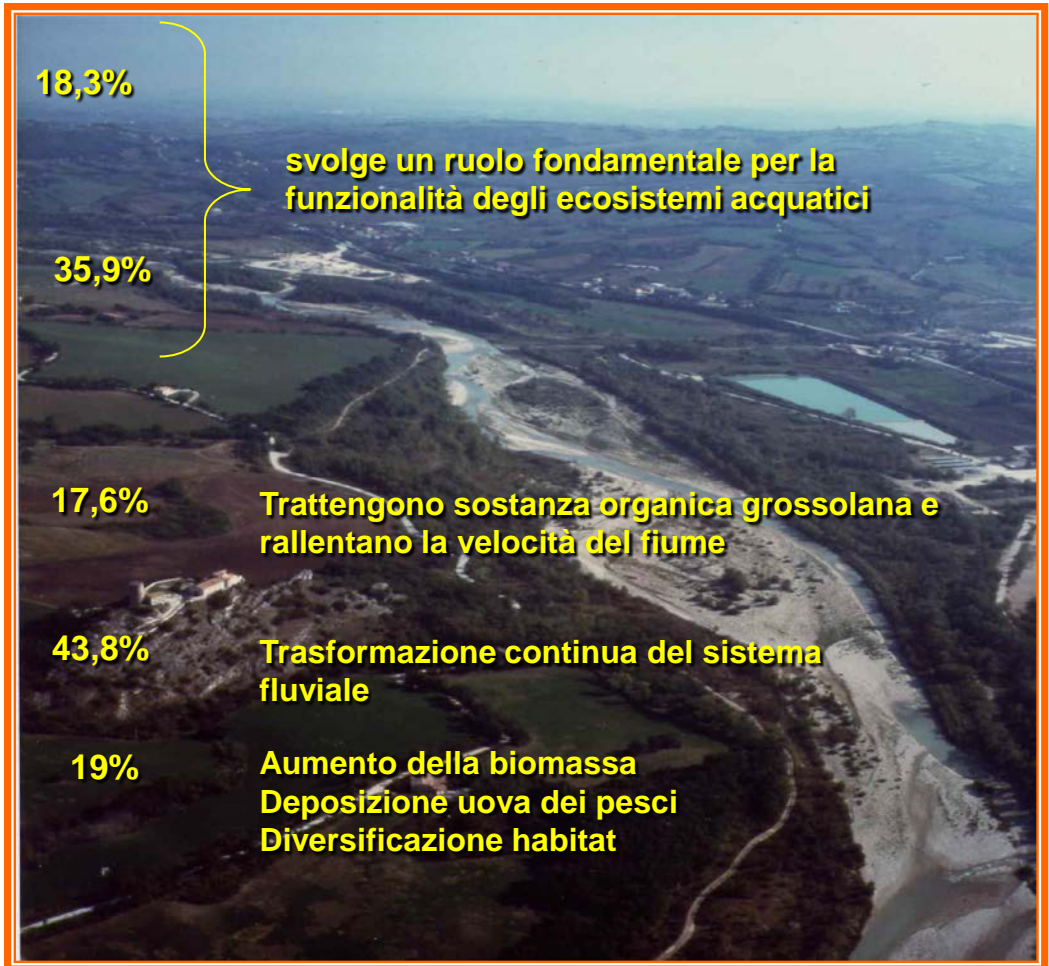 18,3%
svolge un ruolo fondamentale per la
funzionalità degli ecosistemi acquatici
35,9%
17,6%
Trattengono sostanza organica grossolana e
rallentano la velocità del fiume
43,8%
Trasformazione continua del sistema
fluviale
19%
Aumento della biomassa
Deposizione uova dei pesci
Diversificazione habitat